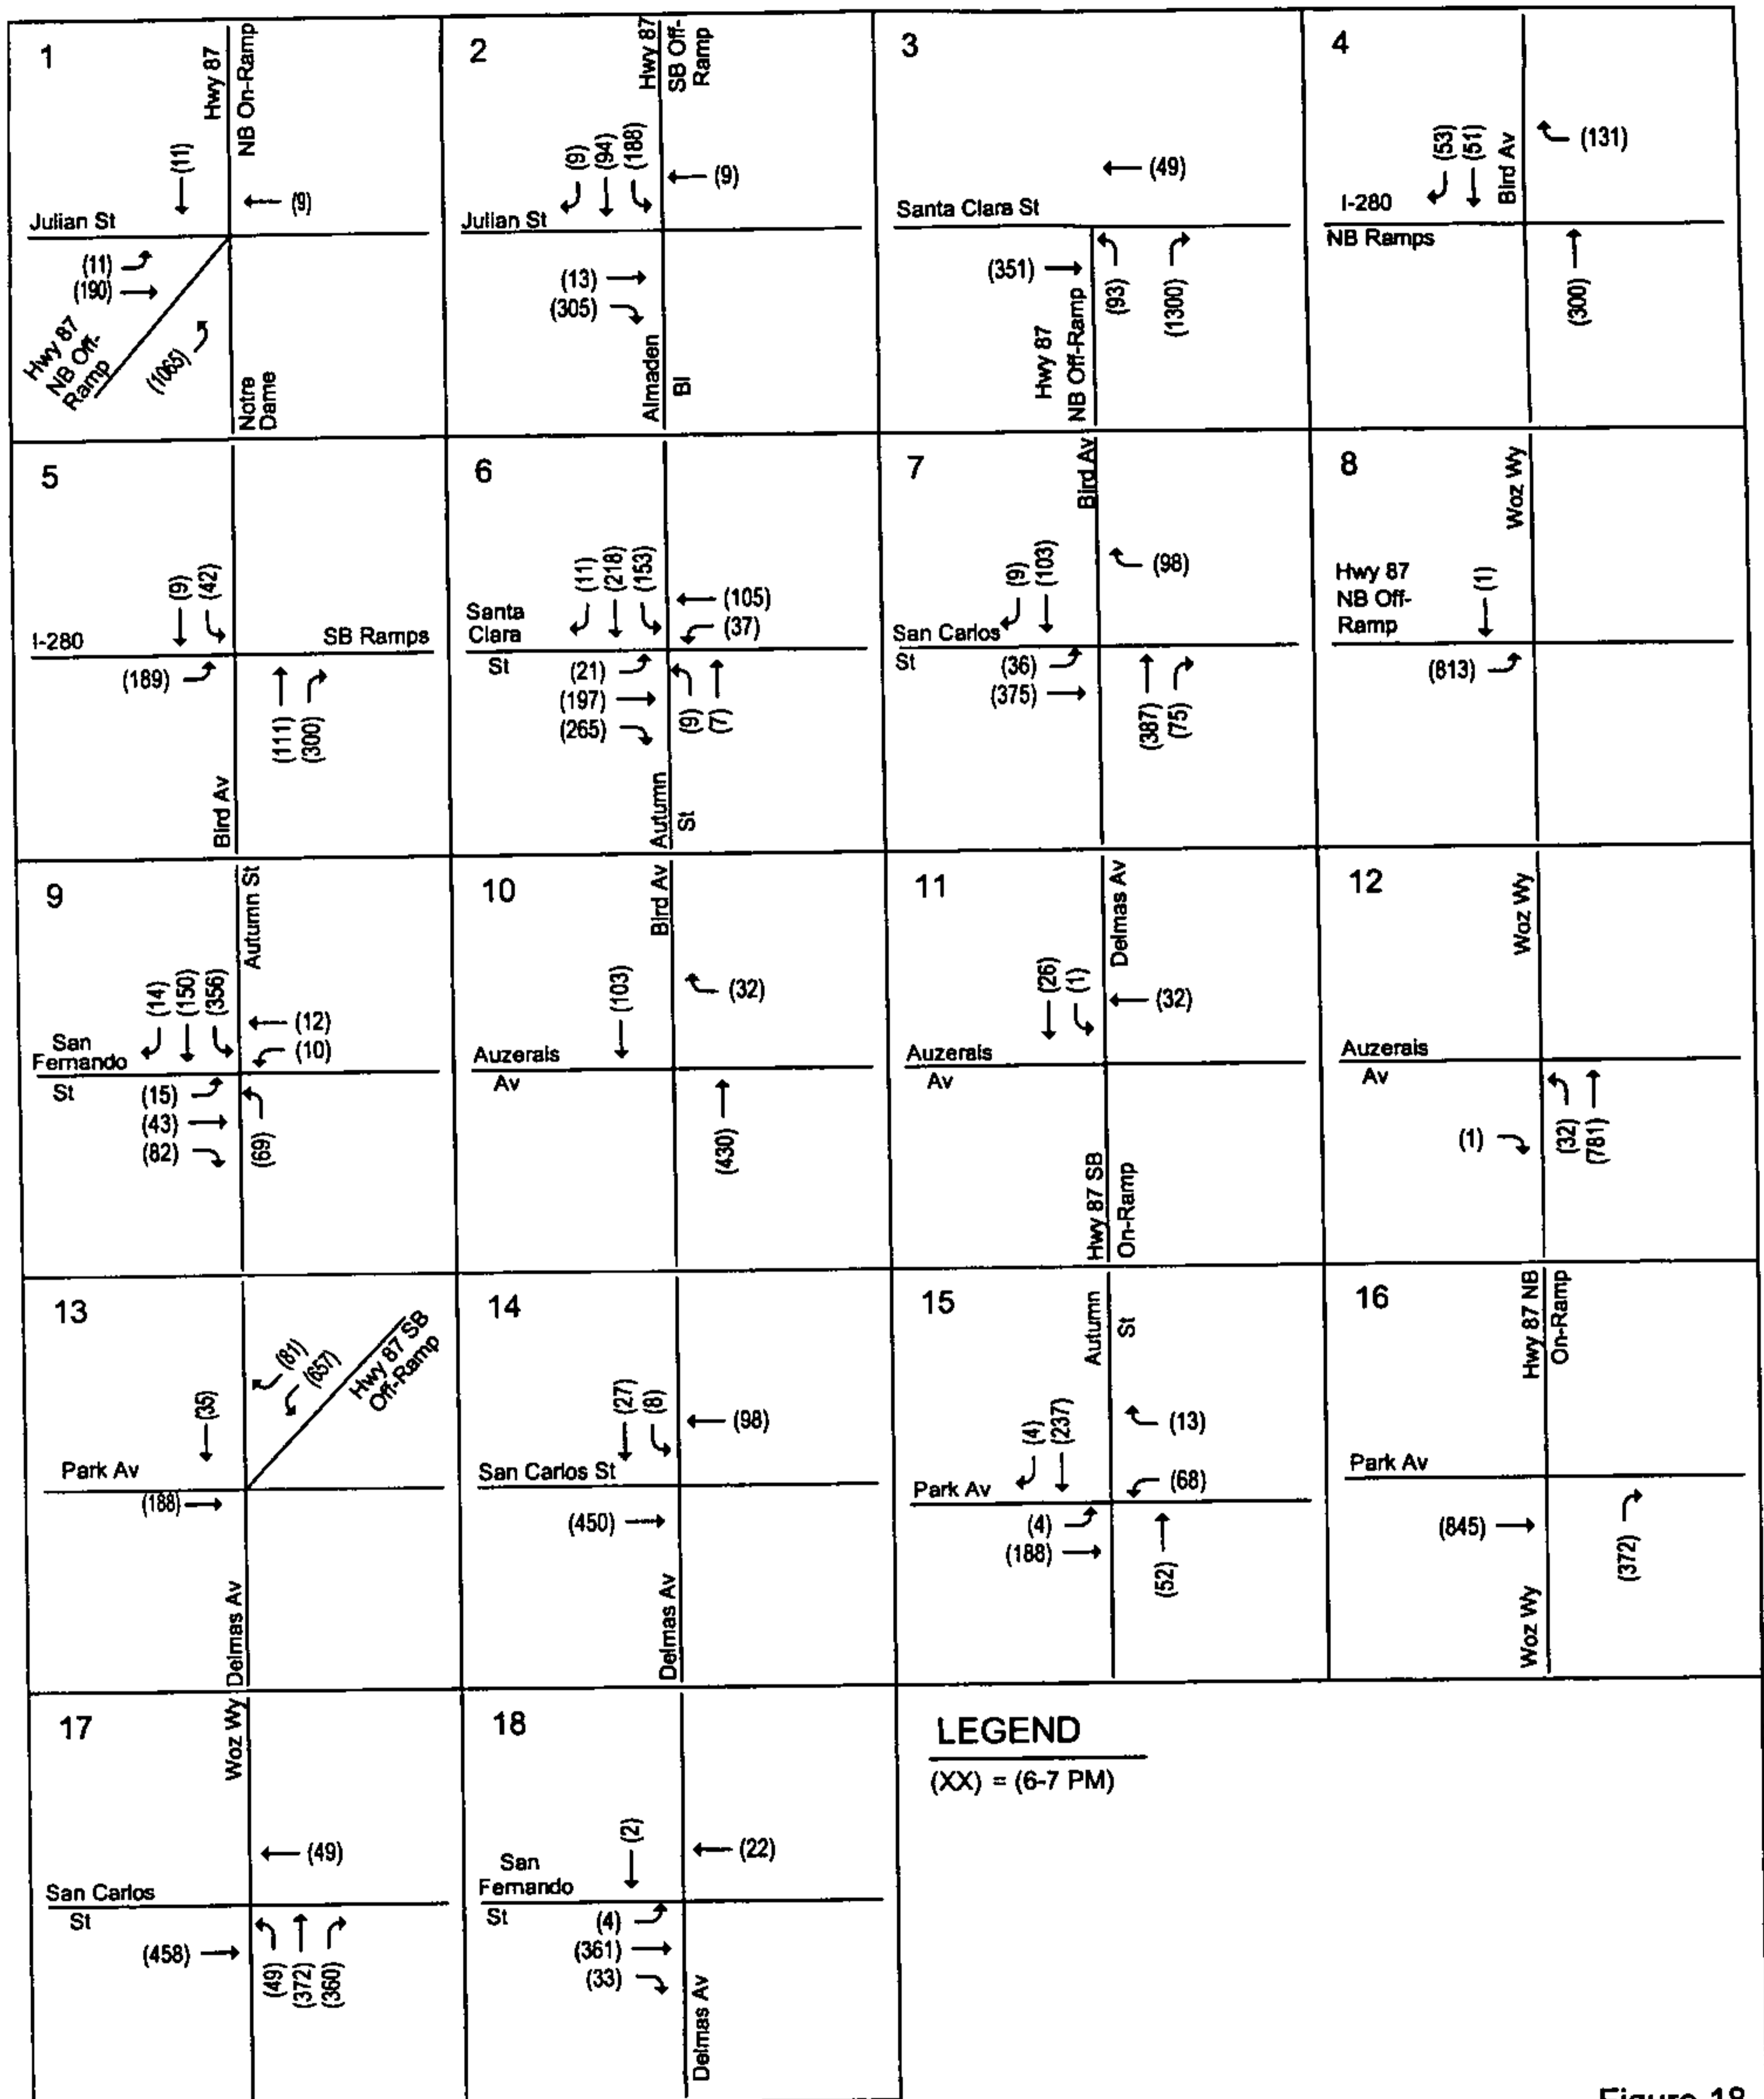 1
Hwy 87
NB On-Ramp
(11)
(9)
Julian St
(11)
(190)
(1065)
Hwy 87
NB Off-
Ramp
Notre
Dame
2
Hwy 87
SB Off-
Ramp
(9)
(94)
(188)
(9)
Julian St
(13)
(305)
Almaden
Bl
3
(49)
Santa Clara St
(351)
(93)
(1300)
Hwy 87
NB Off-Ramp
4
(53)
(51)
Bird Av
(131)
I-280
NB Ramps
(300)
5
(9)
(42)
I-280
SB Ramps
(189)
(111)
(300)
Bird Av
6
(11)
(218)
(153)
(105)
(37)
Santa
Clara
St
(21)
(197)
(265)
(9)
(7)
Autumn
St
7
Bird Av
(9)
(103)
(98)
San Carlos
St
(36)
(375)
(387)
(75)
8
Woz Wy
Hwy 87
NB Off-
Ramp
(1)
(813)
9
Autumn St
(14)
(150)
(356)
(12)
(10)
San
Fernando
St
(15)
(43)
(82)
(69)
10
Bird Av
(103)
(32)
Auzerais
Av
(430)
11
Delmas Av
(26)
(1)
(32)
Auzerais
Av
Hwy 87 SB
On-Ramp
12
Woz Wy
Auzerais
Av
(1)
(32)
(781)
13
(81)
(657)
Hwy 87 SB
Off-Ramp
(35)
Park Av
(188)
Delmas Av
14
(27)
(8)
(98)
San Carlos St
(450)
Delmas Av
15
Autumn
St
(4)
(237)
(13)
(68)
Park Av
(4)
(188)
(52)
16
Hwy 87 NB
On-Ramp
Park Av
(845)
(372)
Woz Wy
17
Woz Wy
(49)
San Carlos
St
(458)
(49)
(372)
(360)
18
(2)
(22)
San
Fernando
St
(4)
(361)
(33)
Delmas Av
LEGEND
(XX) = (6-7 PM)
Figure 18